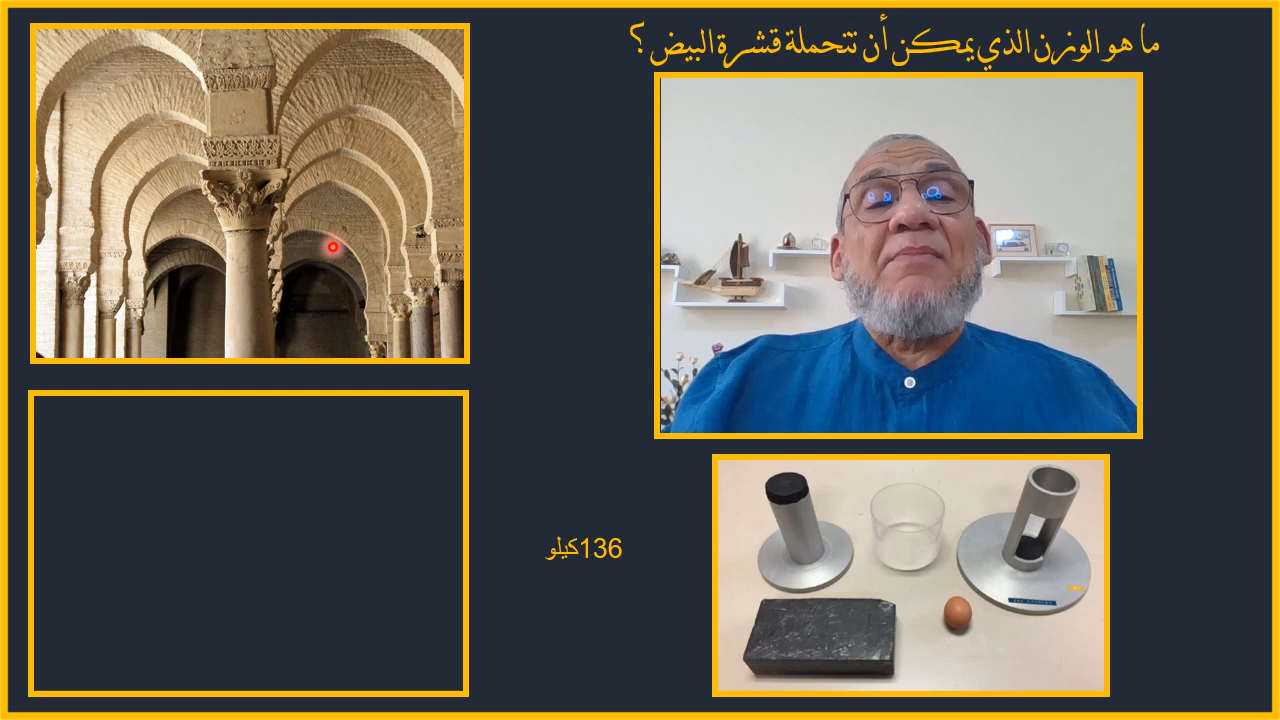 ما هو الوزن الذي يمكن أن تتحملة قشرة البيض ؟
136كيلو